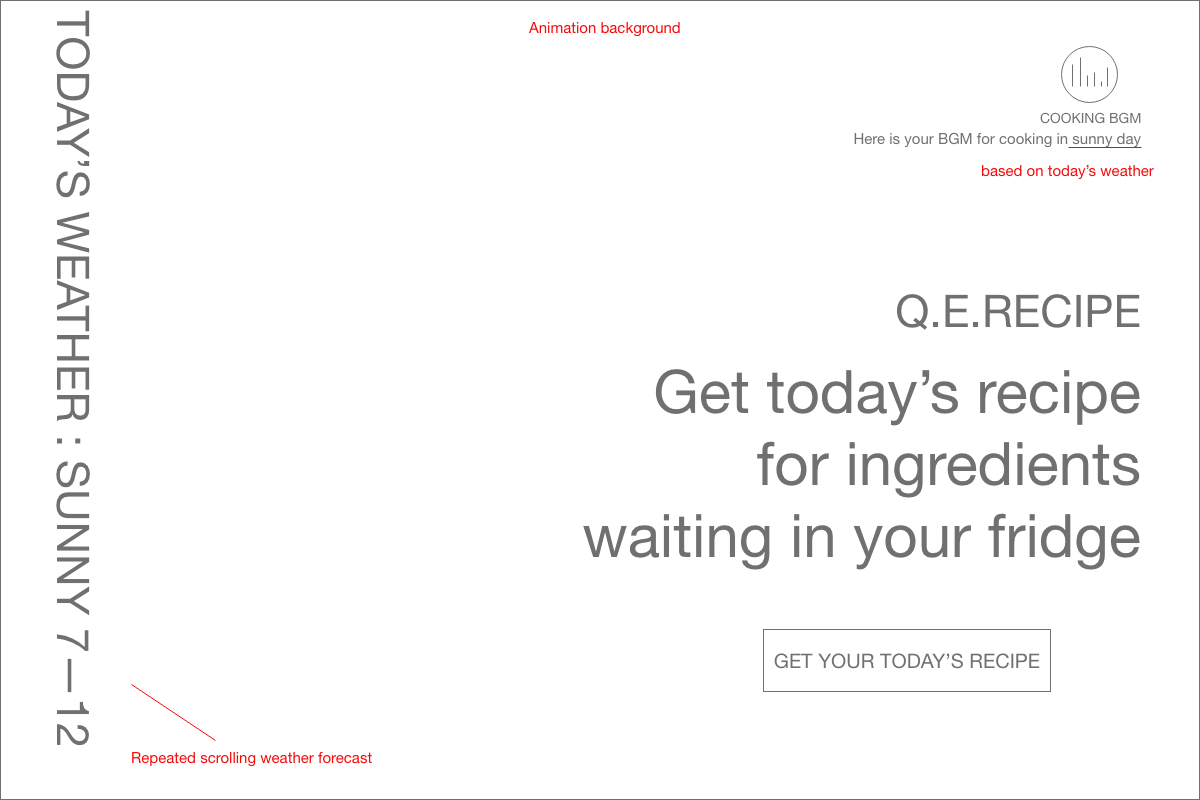 TODAY’S WEATHER : SUNNY 7—12
Animation background
COOKING BGM
Here is your BGM for cooking in sunny day
based on today’s weather
Q.E.RECIPE
Get today’s recipe
for ingredients
waiting in your fridge
GET YOUR TODAY’S RECIPE
Repeated scrolling weather forecast